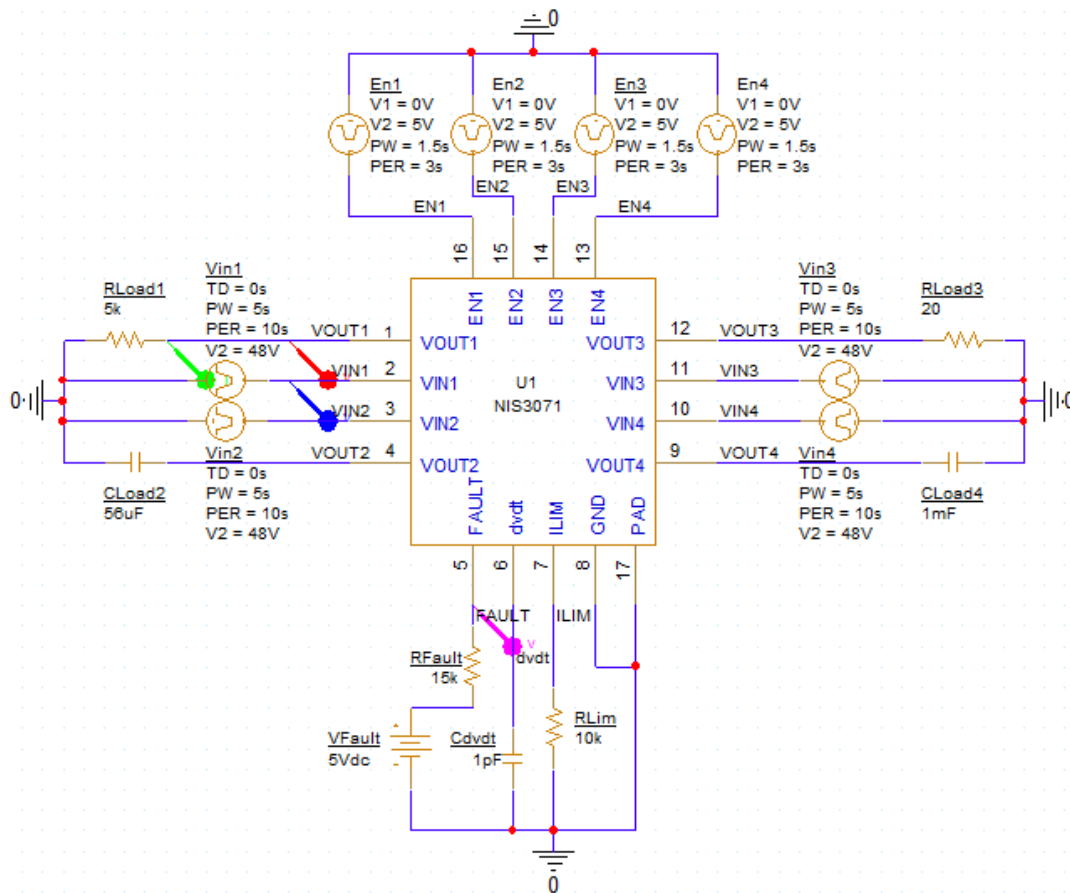 0
En1
V1 = 0V
V2 = 5V
PW = 1.5s
PER = 3s
En2
V1 = 0V
V2 = 5V
PW = 1.5s
PER = 3s
En3
V1 = 0V
V2 = 5V
PW = 1.5s
PER = 3s
En4
V1 = 0V
V2 = 5V
PW = 1.5s
PER = 3s
EN1
EN2
EN3
EN4
16
15
14
13
EN1
EN2
EN3
EN4
RLoad1
5k
Vin1
TD = 0s
PW = 5s
PER = 10s
V2 = 48V
VOUT1
1
VOUT1
VIN1
2
VIN1
VIN2
3
VIN2
VOUT2
4
VOUT2
0
CLoad2
56uF
Vin2
TD = 0s
PW = 5s
PER = 10s
V2 = 48V
U1
NIS3071
Vin3
TD = 0s
PW = 5s
PER = 10s
V2 = 48V
RLoad3
20
VOUT3
12
VOUT3
VIN3
11
VIN3
VIN4
10
VIN4
VOUT4
9
VOUT4
0
Vin4
TD = 0s
PW = 5s
PER = 10s
V2 = 48V
CLoad4
1mF
FAULT
dvdt
ILIM
GND
PAD
5
6
7
8
17
FAULT
ILIM
V
dvdt
RFault
15k
VFault
5Vdc
Cdvdt
1pF
RLim
10k
0